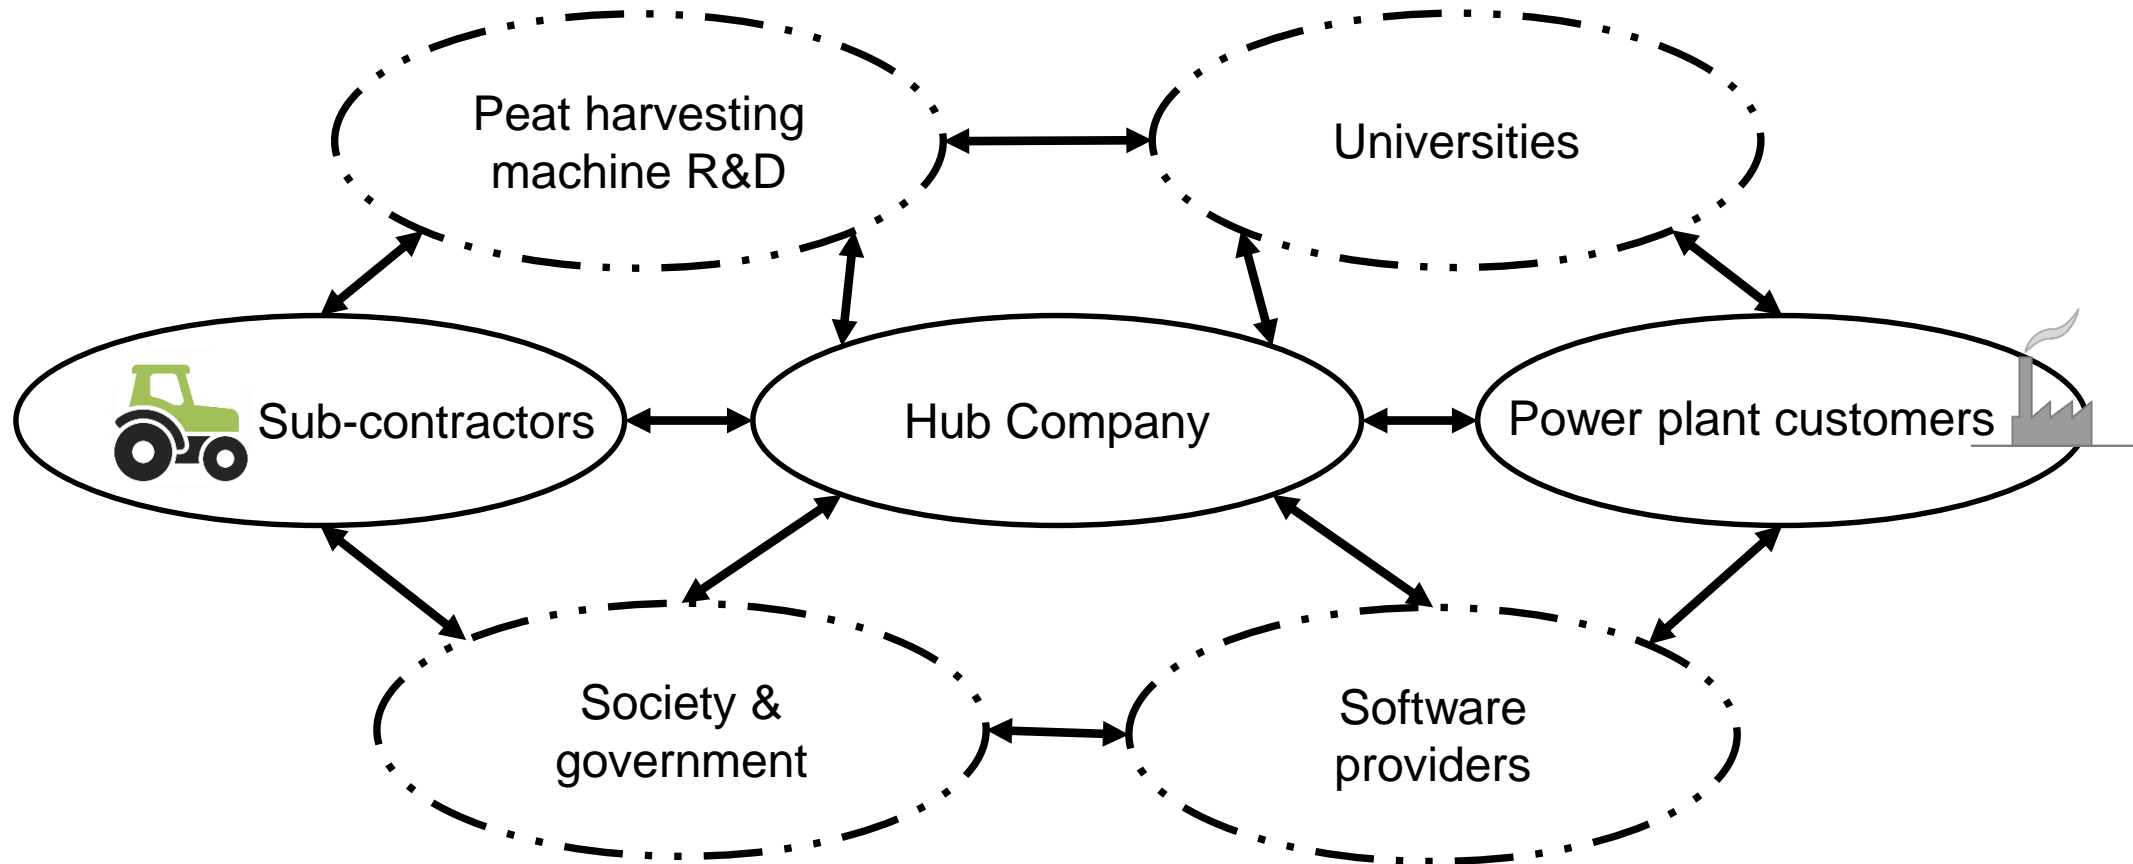 Peat harvesting
machine R&D
Universities
Sub-contractors
Hub Company
Power plant customers
Society &
government
Software
providers